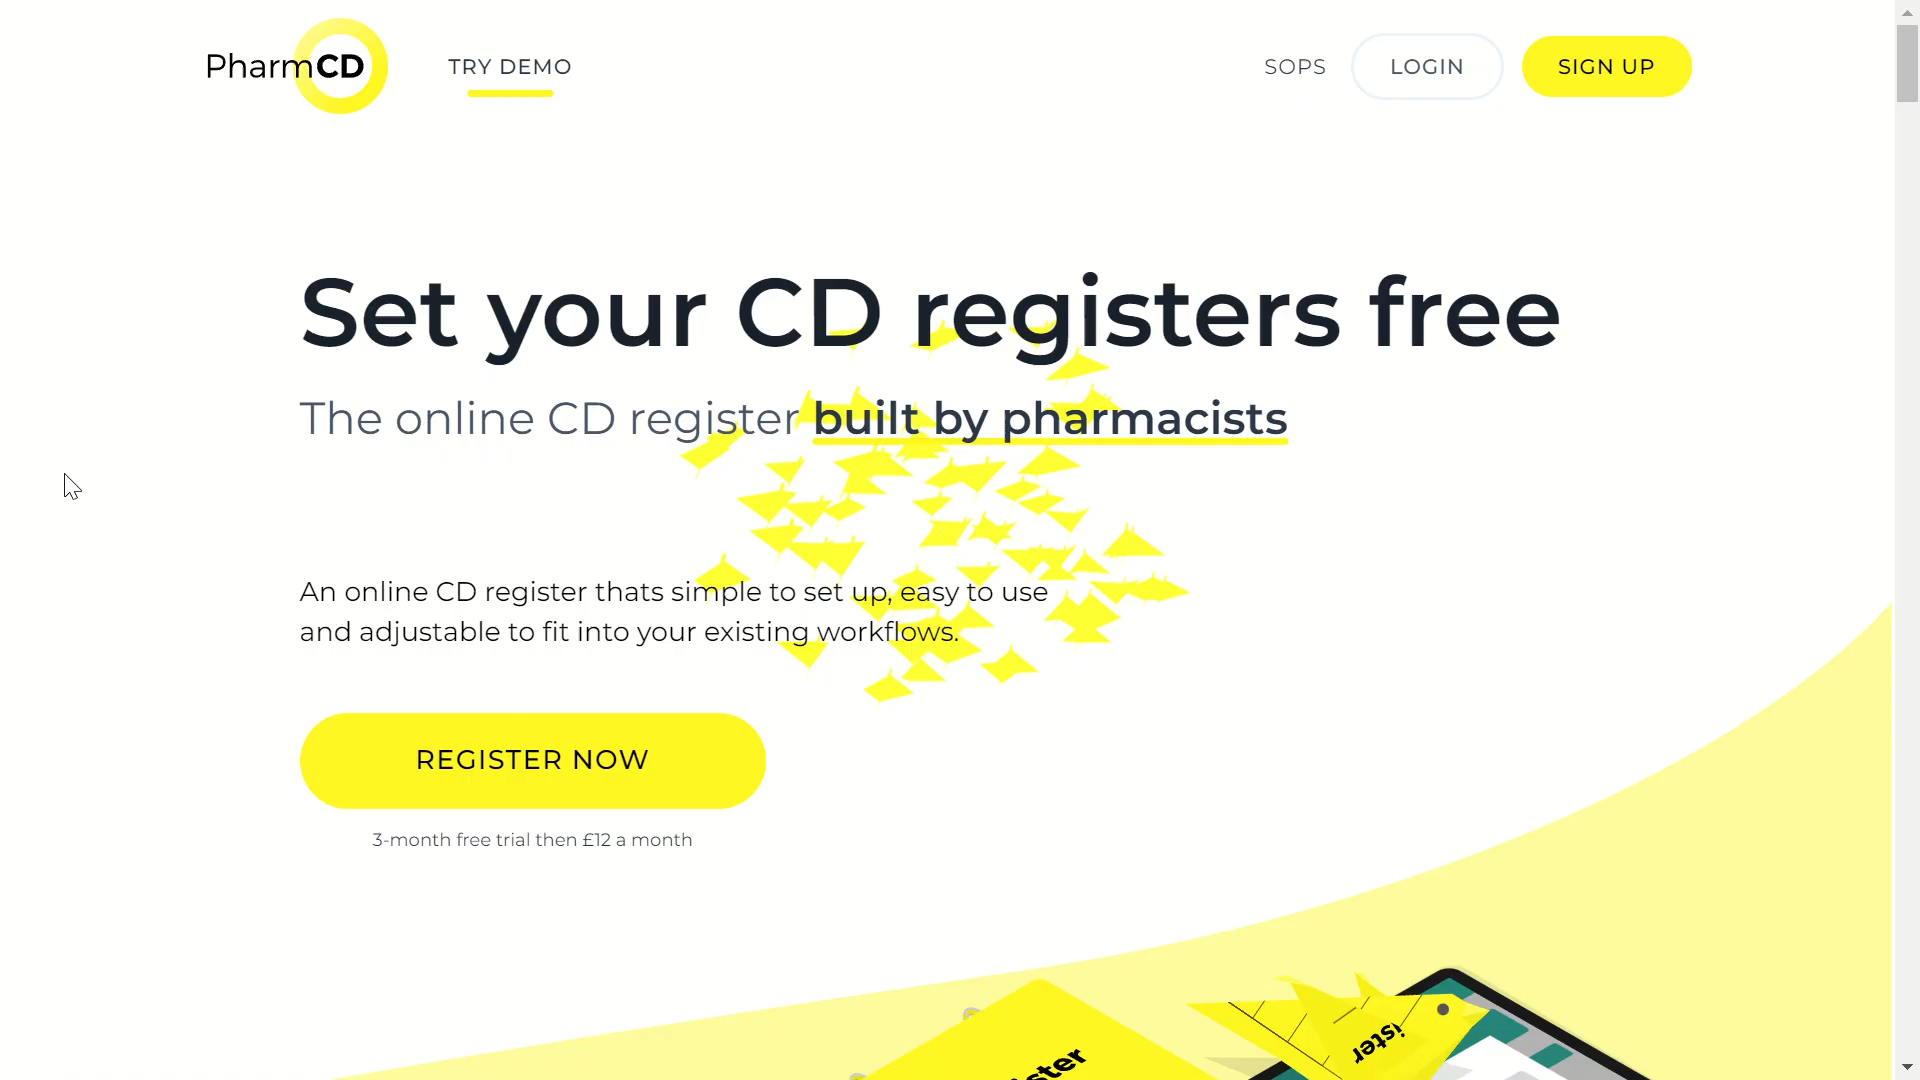 PharmCD
TRY DEMO
SOPS
LOGIN
SIGN UP
Set your CD registers free
The online CD register built by pharmacists
An online CD register thats simple to set up, easy to use
and adjustable to fit into your existing workflows.
REGISTER NOW
3-month free trial then £12 a month
ister
ister